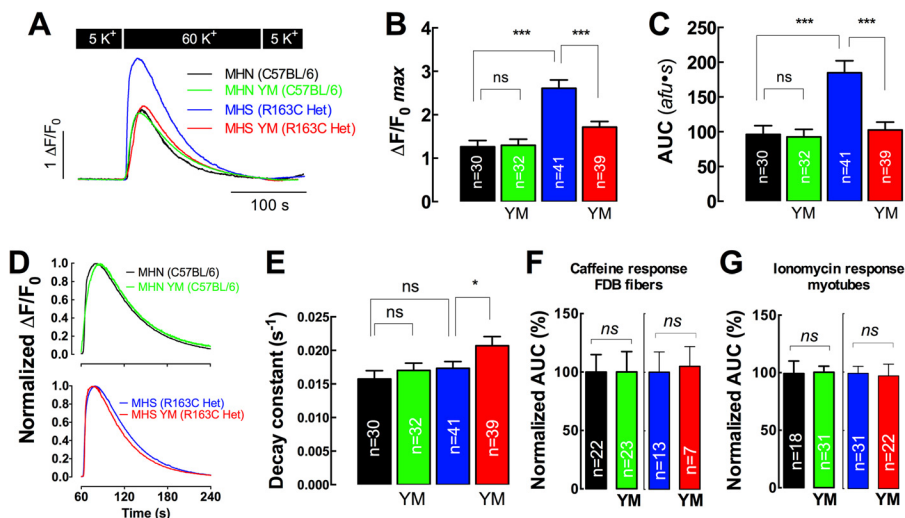 A
5 K+
60 K+
5 K+
MHN (C57BL/6)
MHN YM (C57BL/6)
MHS (R163C Het)
MHS YM (R163C Het)
1 ΔF/F0
100 s
B
ΔF/F0 max
4
3
2
1
0
***
***
ns
n=30
n=32
n=41
n=39
YM
YM
C
AUC (afu•s)
250
200
150
100
50
0
***
***
ns
n=30
n=32
n=41
n=39
YM
YM
D
Normalized ΔF/F0
1.0
0.8
0.6
0.4
0.2
0.0
MHN (C57BL/6)
MHN YM (C57BL/6)
1.0
0.8
0.6
0.4
0.2
0.0
MHS (R163C Het)
MHS YM (R163C Het)
60
120
180
240
Time (s)
E
Decay constant (s-1)
0.025
0.020
0.015
0.010
0.005
0.000
ns
*
ns
n=30
n=32
n=41
n=39
YM
YM
F
Caffeine response
FDB fibers
Normalized AUC (%)
150
100
50
0
ns
ns
n=22
n=23
n=13
n=7
YM
YM
G
Ionomycin response
myotubes
Normalized AUC (%)
150
100
50
0
ns
ns
n=18
n=31
n=31
n=22
YM
YM